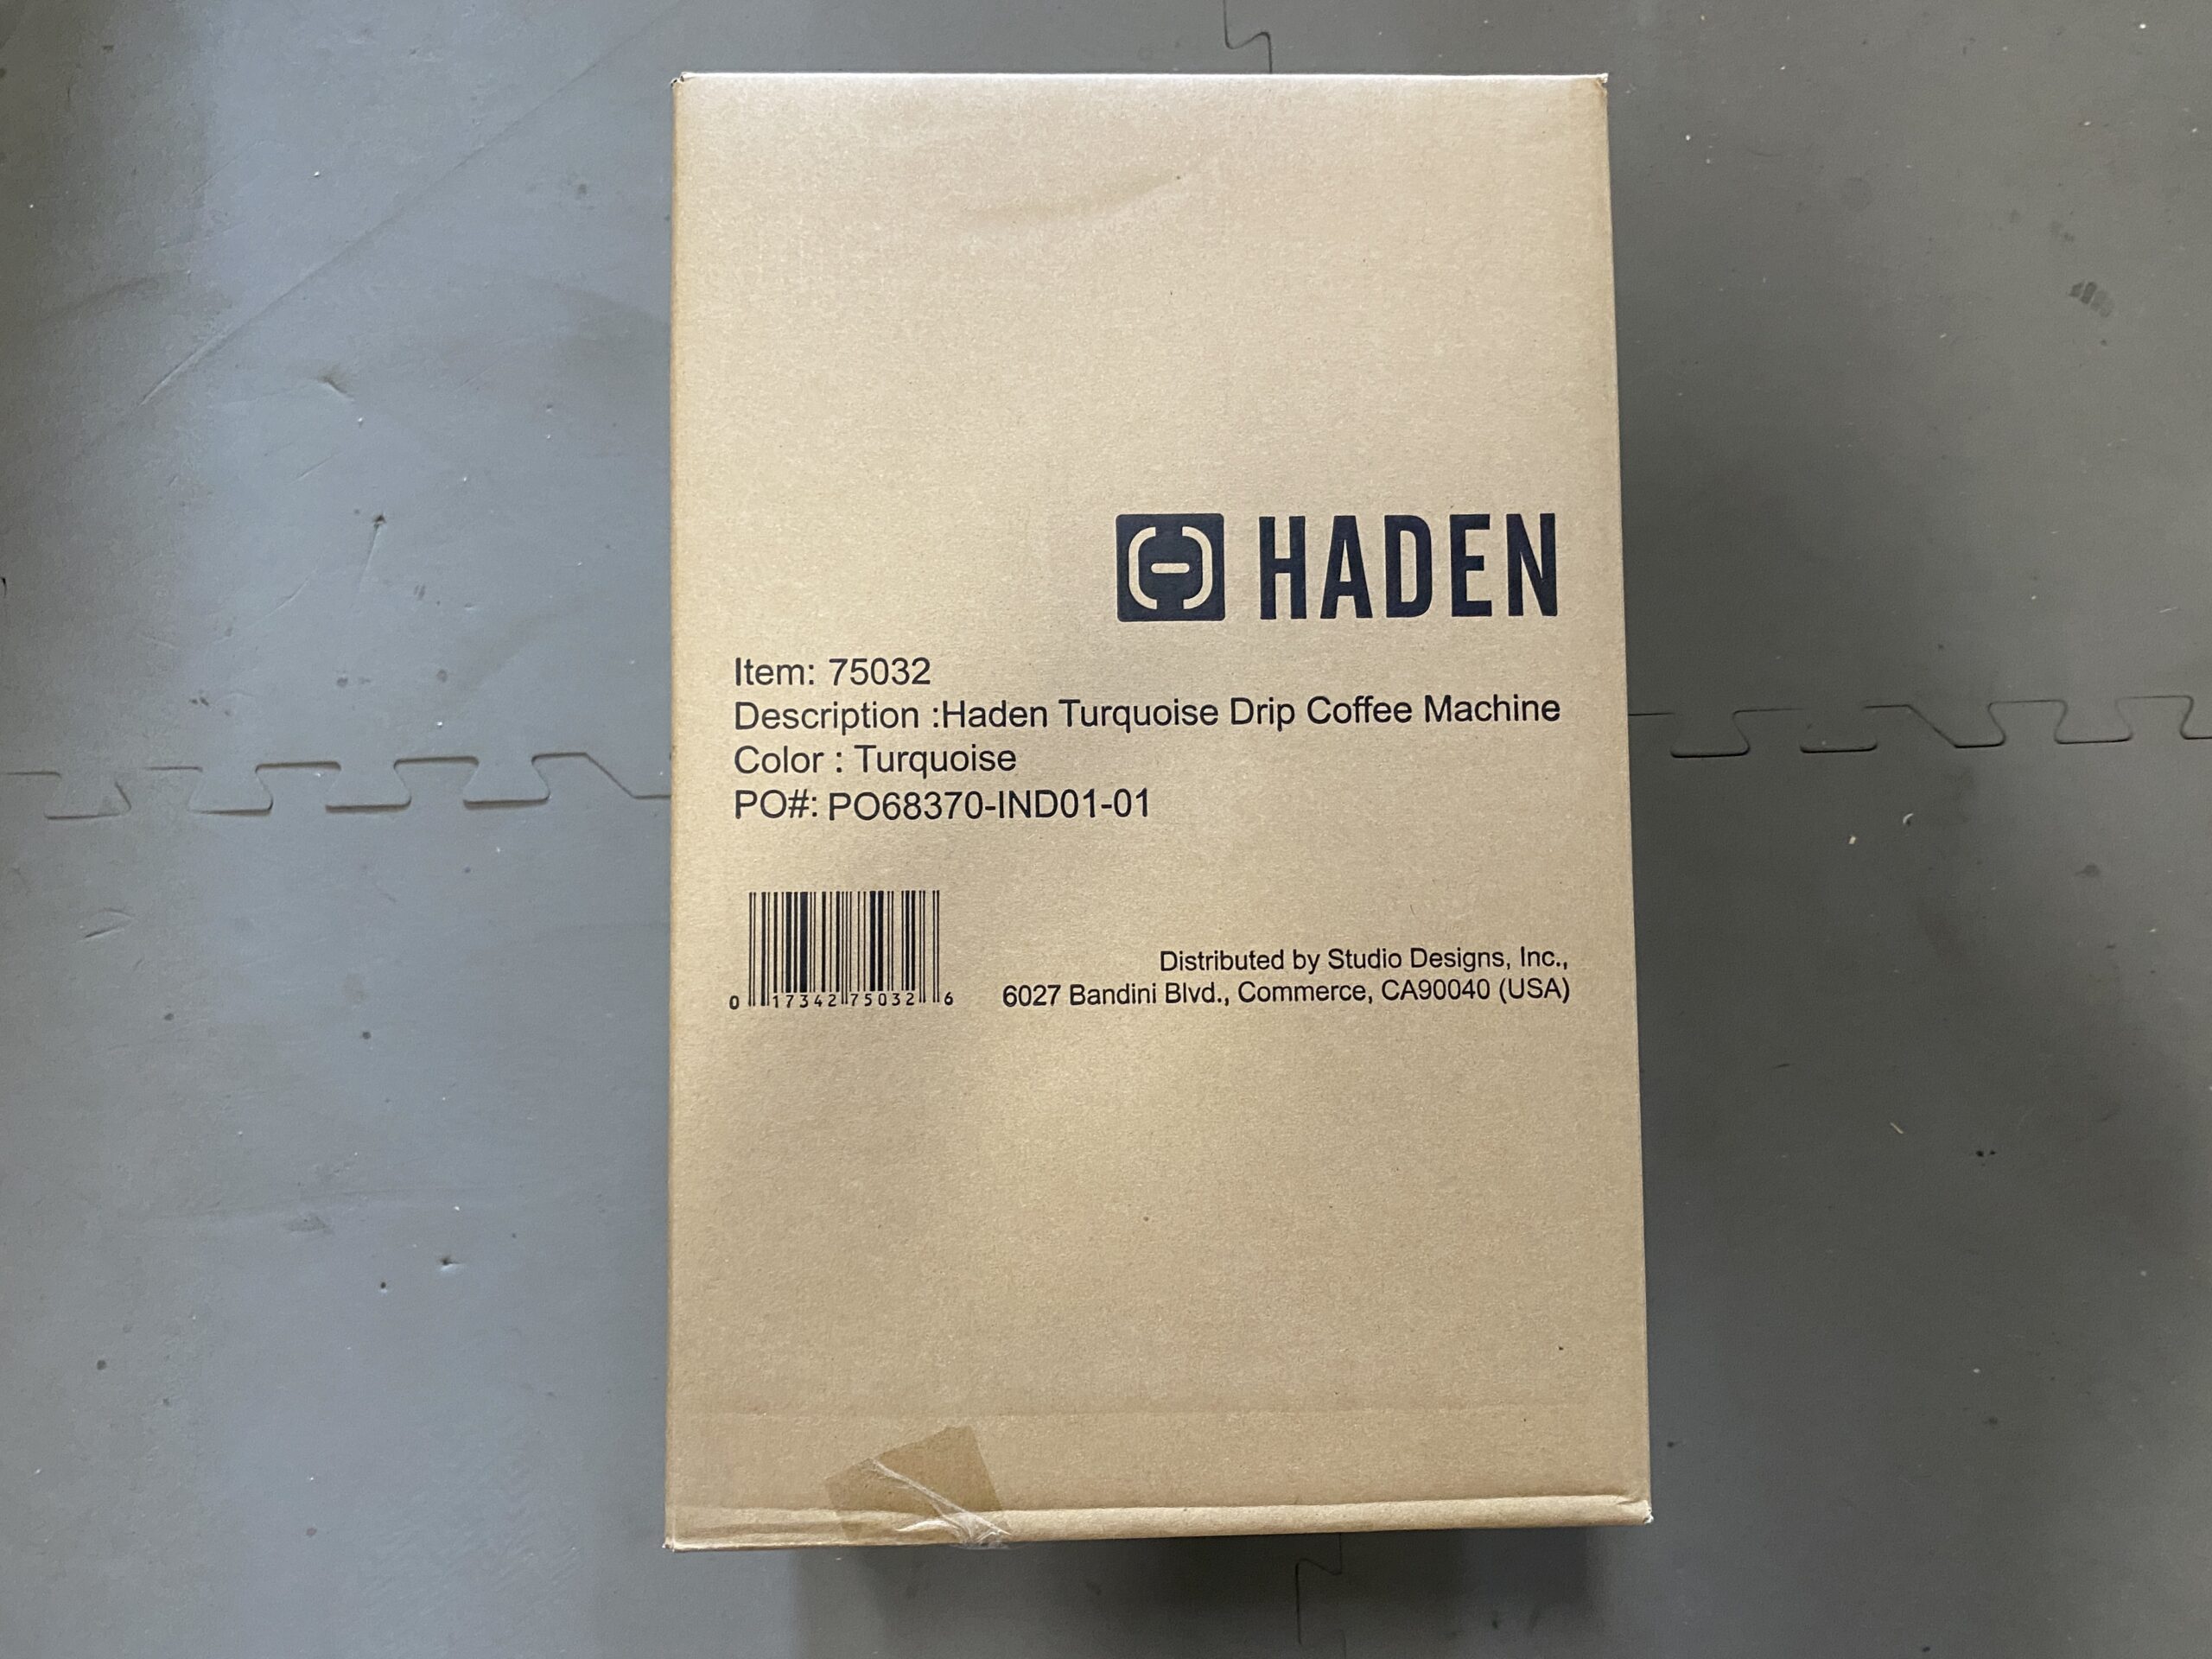 HADEN
Item: 75032
Description :Haden Turquoise Drip Coffee Machine
Color : Turquoise
PO#: PO68370-IND01-01
0 17342 75032 6
Distributed by Studio Designs, Inc.,
6027 Bandini Blvd., Commerce, CA90040 (USA)